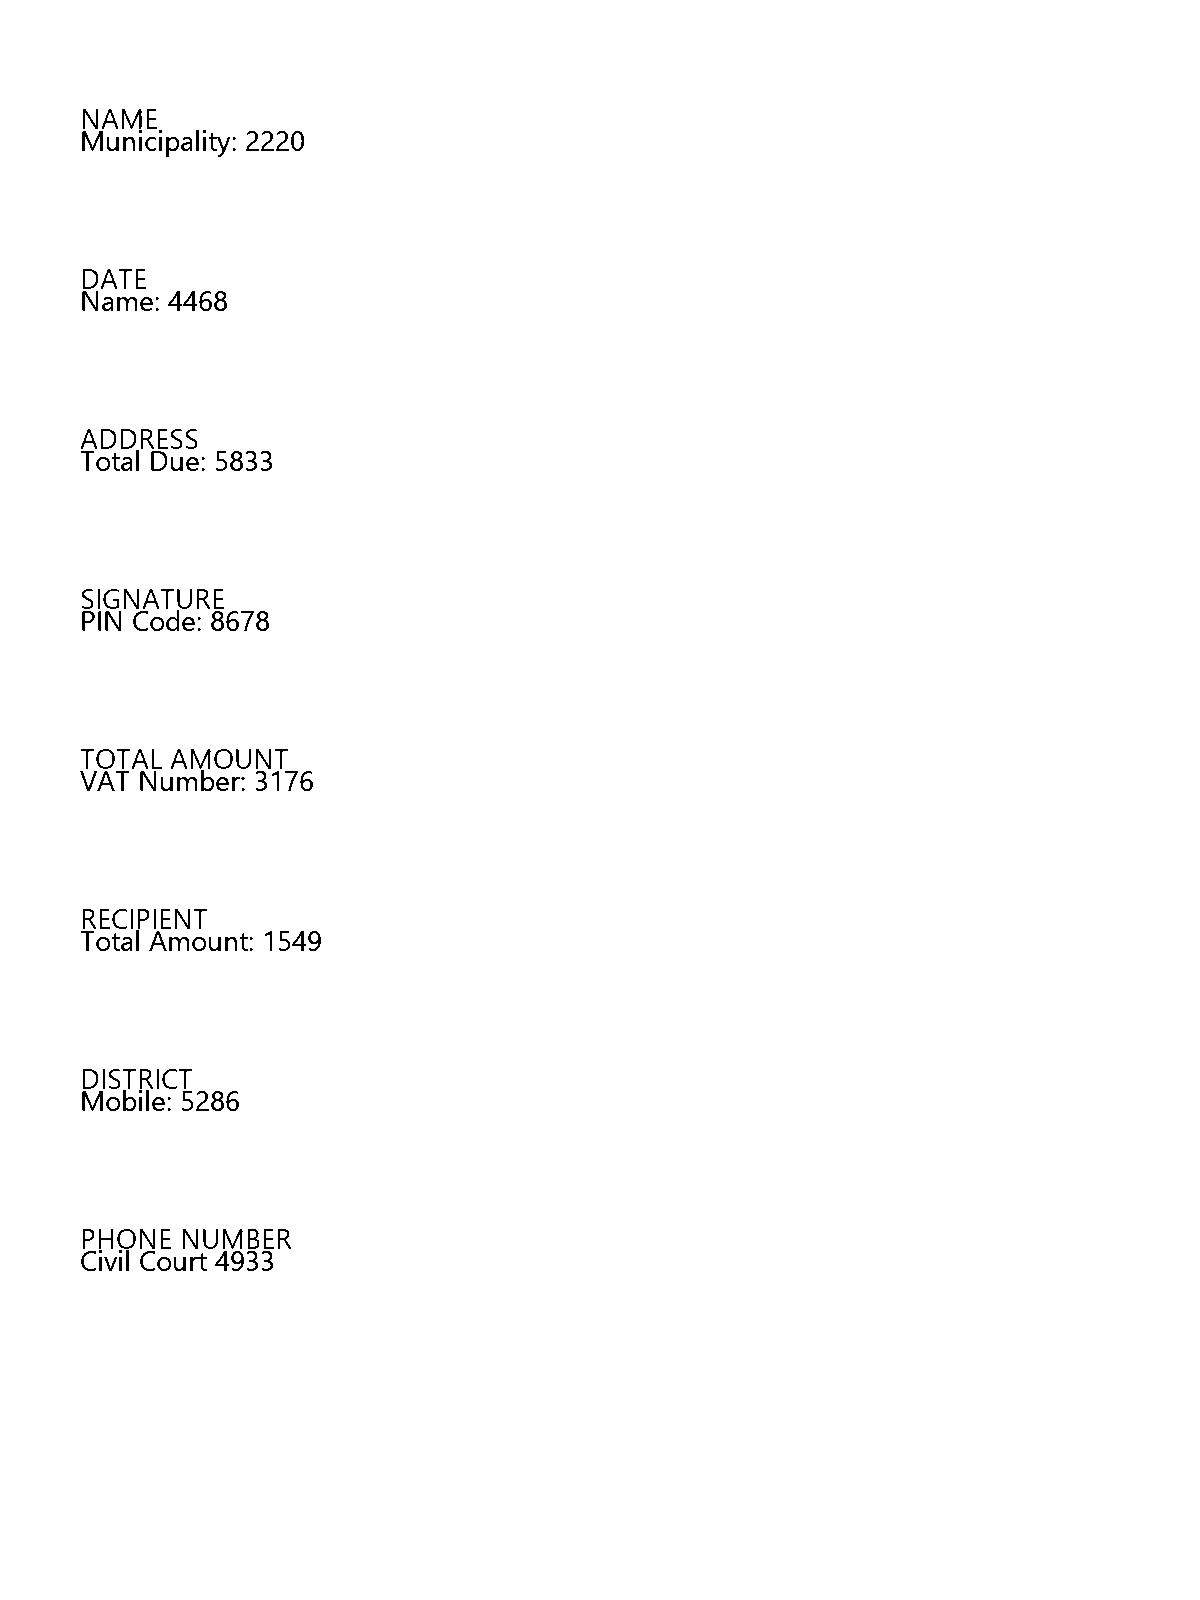 NAME
Municipality: 2220
DATE
Name: 4468
ADDRESS
Total Due: 5833
SIGNATURE
PIN Code: 8678
TOTAL AMOUNT
VAT Number: 3176
RECIPIENT
Total Amount: 1549
DISTRICT
Mobile: 5286
PHONE NUMBER
Civil Court 4933